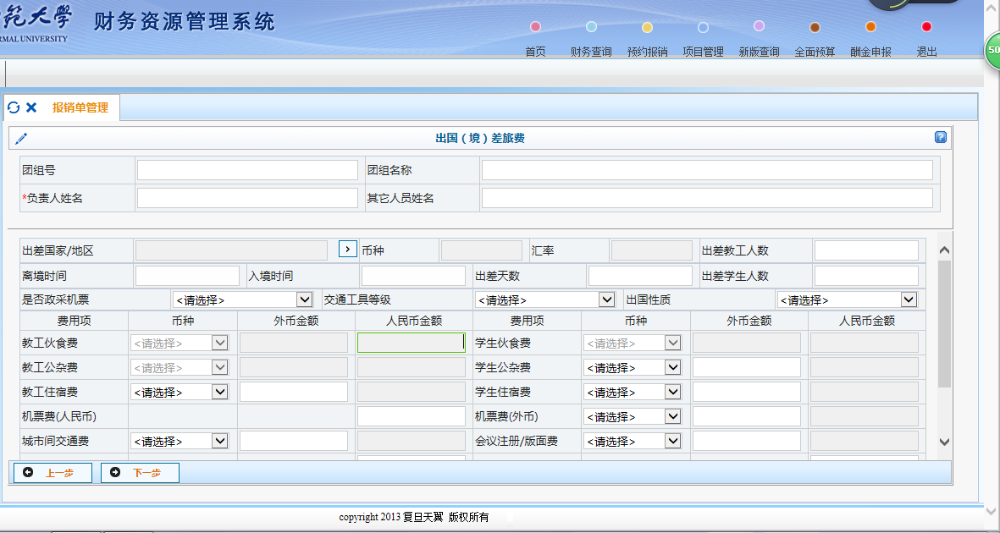 範大學 财务资源管理系统
RMAL UNIVERSITY
首页 财务查询 预约报销 项目管理 新版查询 全面预算 酬金申报 退出
50
报销单管理
出国（境）差旅费 ?
团组号 团组名称
*负责人姓名 其它人员姓名
出差国家/地区 币种 汇率 出差教工人数
离境时间 入境时间 出差天数 出差学生人数
是否政采机票 <请选择> 交通工具等级 <请选择> 出国性质 <请选择>
费用项 币种 外币金额 人民币金额 费用项 币种 外币金额 人民币金额
教工伙食费 <请选择> 学生伙食费 <请选择>
教工公杂费 <请选择> 学生公杂费 <请选择>
教工住宿费 <请选择> 学生住宿费 <请选择>
机票费(人民币) 机票费(外币) <请选择>
城市间交通费 <请选择> 会议注册/版面费 <请选择>
上一步 下一步
copyright 2013 复旦天翼 版权所有